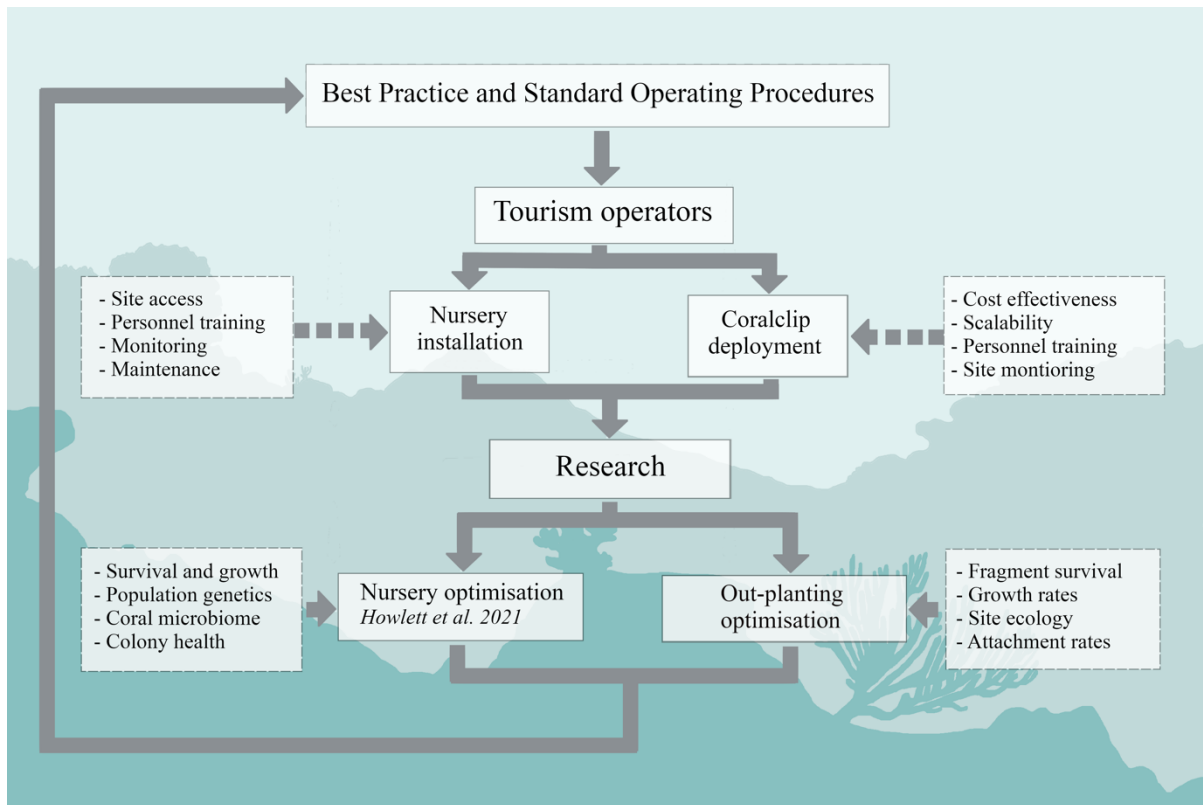 Best Practice and Standard Operating Procedures
Tourism operators
- Site access
- Personnel training
- Monitoring
- Maintenance
Nursery
installation
Coralclip
deployment
- Cost effectiveness
- Scalability
- Personnel training
- Site montioring
Research
- Survival and growth
- Population genetics
- Coral microbiome
- Colony health
Nursery optimisation
Howlett et al. 2021
Out-planting
optimisation
- Fragment survival
- Growth rates
- Site ecology
- Attachment rates